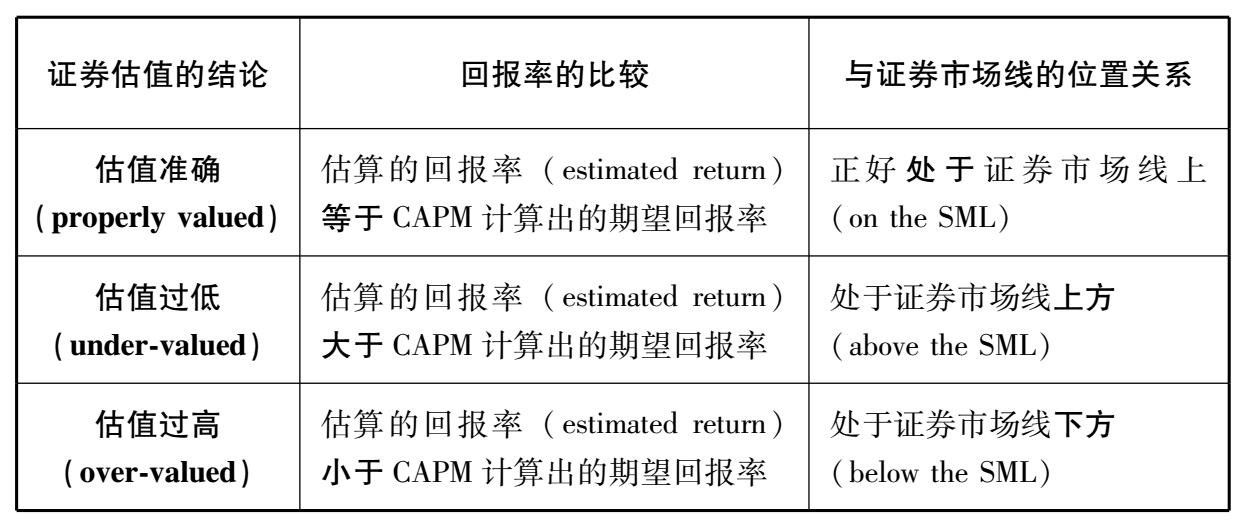 证券估值的结论
回报率的比较
与证券市场线的位置关系
估值准确
(properly valued)
估算的回报率 (estimated return)
等于 CAPM 计算出的期望回报率
正好处于证券市场线上
(on the SML)
估值过低
(under-valued)
估算的回报率 (estimated return)
大于 CAPM 计算出的期望回报率
处于证券市场线上方
(above the SML)
估值过高
(over-valued)
估算的回报率 (estimated return)
小于 CAPM 计算出的期望回报率
处于证券市场线下方
(below the SML)